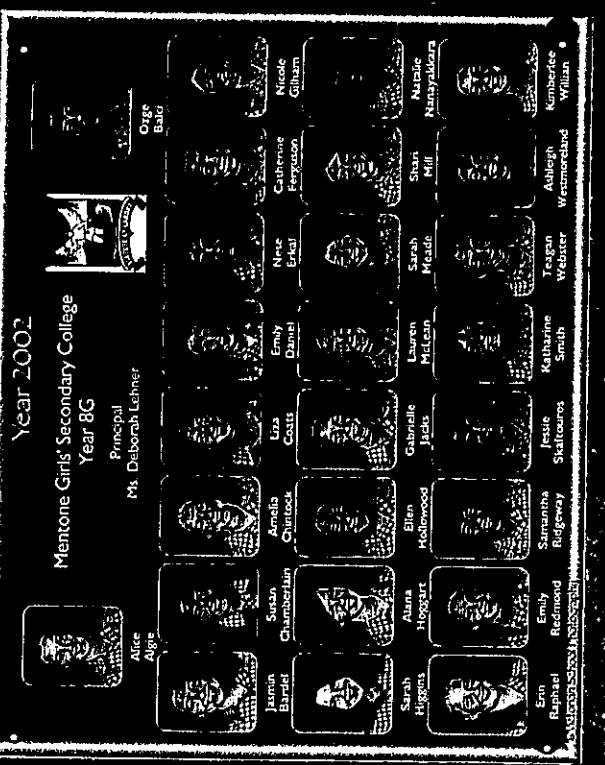 Year 2002
Mentone Girls' Secondary College
Year 8G
Principal
Ms. Deborah Lehner
Alice
Algie
Ozge
Balci
Jasmin
Bardel
Susan
Chamberlain
Amelia
Chintock
Liza
Coatts
Emily
Daniel
Nese
Erkal
Catherine
Ferguson
Nicole
Gilham
Sarah
Higgins
Alana
Hoggart
Ellen
Hollowood
Gabrielle
Jacks
Lauren
McLean
Sarah
Meade
Shari
Mill
Natalie
Nanayakkara
Erin
Raphael
Emily
Redmond
Samantha
Ridgeway
Jessie
Skaftouros
Katharine
Smith
Teagan
Webster
Ashleigh
Westmoreland
Kimberlee
Willian